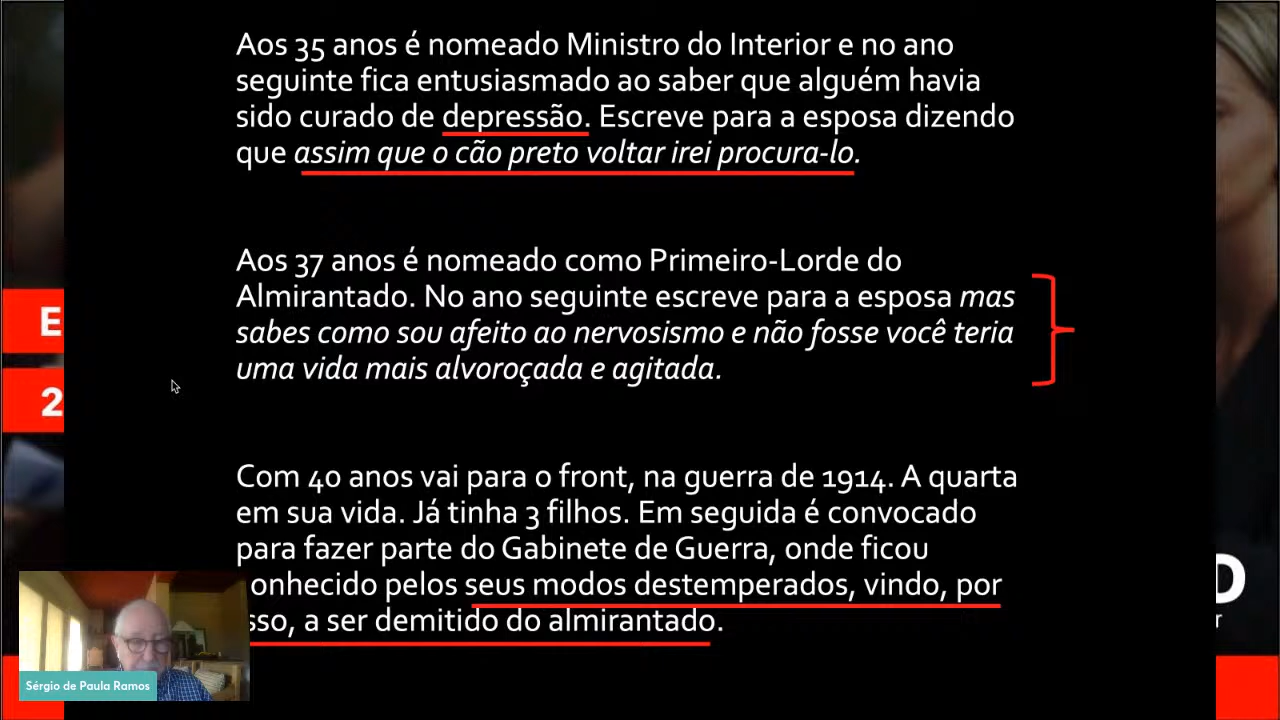 Aos 35 anos é nomeado Ministro do Interior e no ano
seguinte fica entusiasmado ao saber que alguém havia
sido curado de depressão. Escreve para a esposa dizendo
que assim que o cão preto voltar irei procura-lo.
Aos 37 anos é nomeado como Primeiro-Lorde do
Almirantado. No ano seguinte escreve para a esposa mas
sabes como sou afeito ao nervosismo e não fosse você teria
uma vida mais alvoroçada e agitada.
Com 40 anos vai para o front, na guerra de 1914. A quarta
em sua vida. Já tinha 3 filhos. Em seguida é convocado
para fazer parte do Gabinete de Guerra, onde ficou
onhecido pelos seus modos destemperados, vindo, por
sso, a ser demitido do almirantado.
E
2
D
r
Sérgio de Paula Ramos